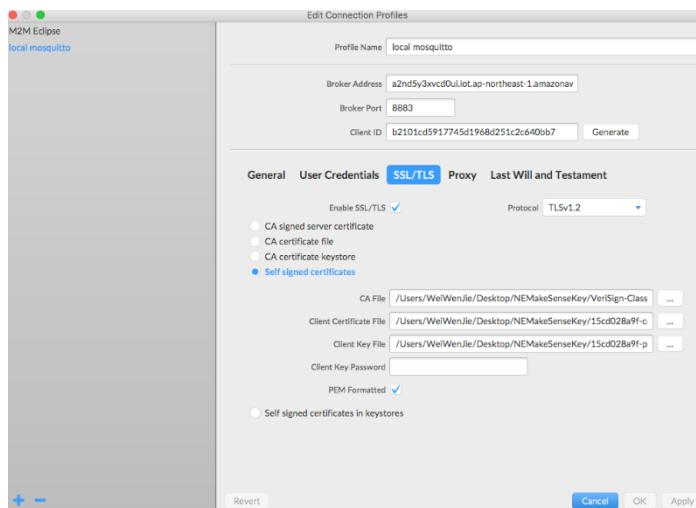 Edit Connection Profiles
M2M Eclipse
local mosquitto
Profile Name local mosquitto
Broker Address a2nd5y3xvcd0ui.iot.ap-northeast-1.amazonav
Broker Port 8883
Client ID b2101cd5917745d1968d251c2c640bb7 Generate
General User Credentials SSL/TLS Proxy Last Will and Testament
Enable SSL/TLS Protocol TLSv1.2
CA signed server certificate
CA certificate file
CA certificate keystore
Self signed certificates
CA File /Users/WeiWenJie/Desktop/NEMakeSenseKey/VeriSign-Class ...
Client Certificate File /Users/WeiWenJie/Desktop/NEMakeSenseKey/15cd028a9f-c ...
Client Key File /Users/WeiWenJie/Desktop/NEMakeSenseKey/15cd028a9f-p ...
Client Key Password
PEM Formatted
Self signed certificates in keystores
Revert Cancel OK Apply